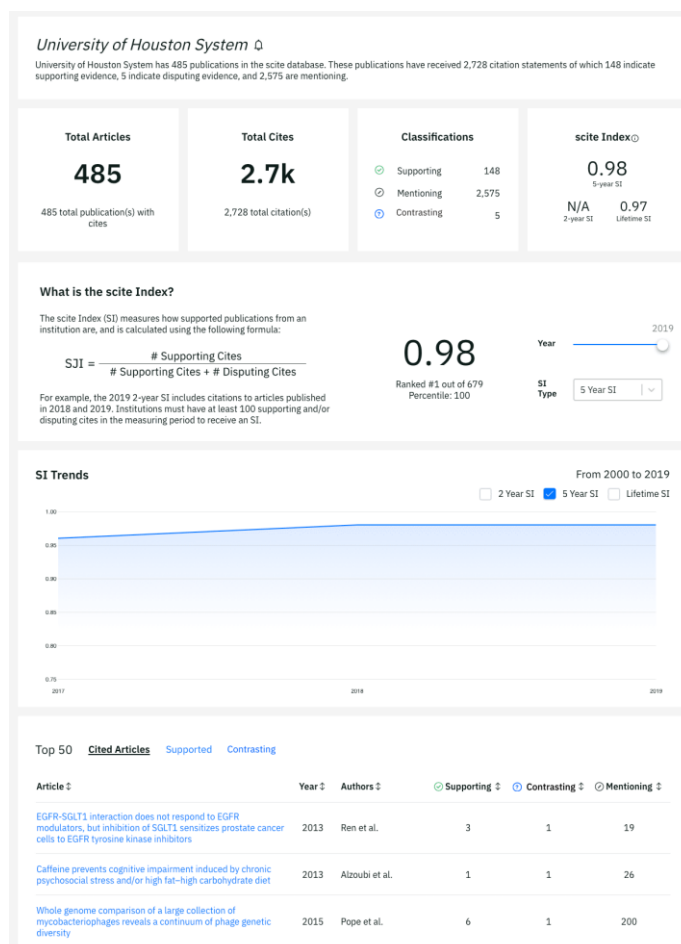 University of Houston System
University of Houston System has 485 publications in the scite database. These publications have received 2,728 citation statements of which 148 indicate
supporting evidence, 5 indicate disputing evidence, and 2,575 are mentioning.
Total Articles
485
485 total publication(s) with
cites
Total Cites
2.7k
2,728 total citation(s)
Classifications
Supporting 148
Mentioning 2,575
Contrasting 5
scite Index
0.98
5-year SI
N/A 0.97
2-year SI Lifetime SI
What is the scite Index?
The scite Index (SI) measures how supported publications from an
institution are, and is calculated using the following formula:
SJI = # Supporting Cites
# Supporting Cites + # Disputing Cites
For example, the 2019 2-year SI includes citations to articles published
in 2018 and 2019. Institutions must have at least 100 supporting and/or
disputing cites in the measuring period to receive an SI.
0.98
Ranked #1 out of 679
Percentile: 100
2019
Year
SI
Type
5 Year SI
SI Trends
From 2000 to 2019
2 Year SI 5 Year SI Lifetime SI
1.00
0.95
0.90
0.85
0.80
0.75
2017 2018 2019
Top 50 Cited Articles Supported Contrasting
Article Year Authors Supporting Contrasting Mentioning
EGFR-SGLT1 interaction does not respond to EGFR
modulators, but inhibition of SGLT1 sensitizes prostate cancer
cells to EGFR tyrosine kinase inhibitors
2013 Ren et al. 3 1 19
Caffeine prevents cognitive impairment induced by chronic
psychosocial stress and/or high fat–high carbohydrate diet
2013 Alzoubi et al. 1 1 26
Whole genome comparison of a large collection of
mycobacteriophages reveals a continuum of phage genetic
diversity
2015 Pope et al. 6 1 200